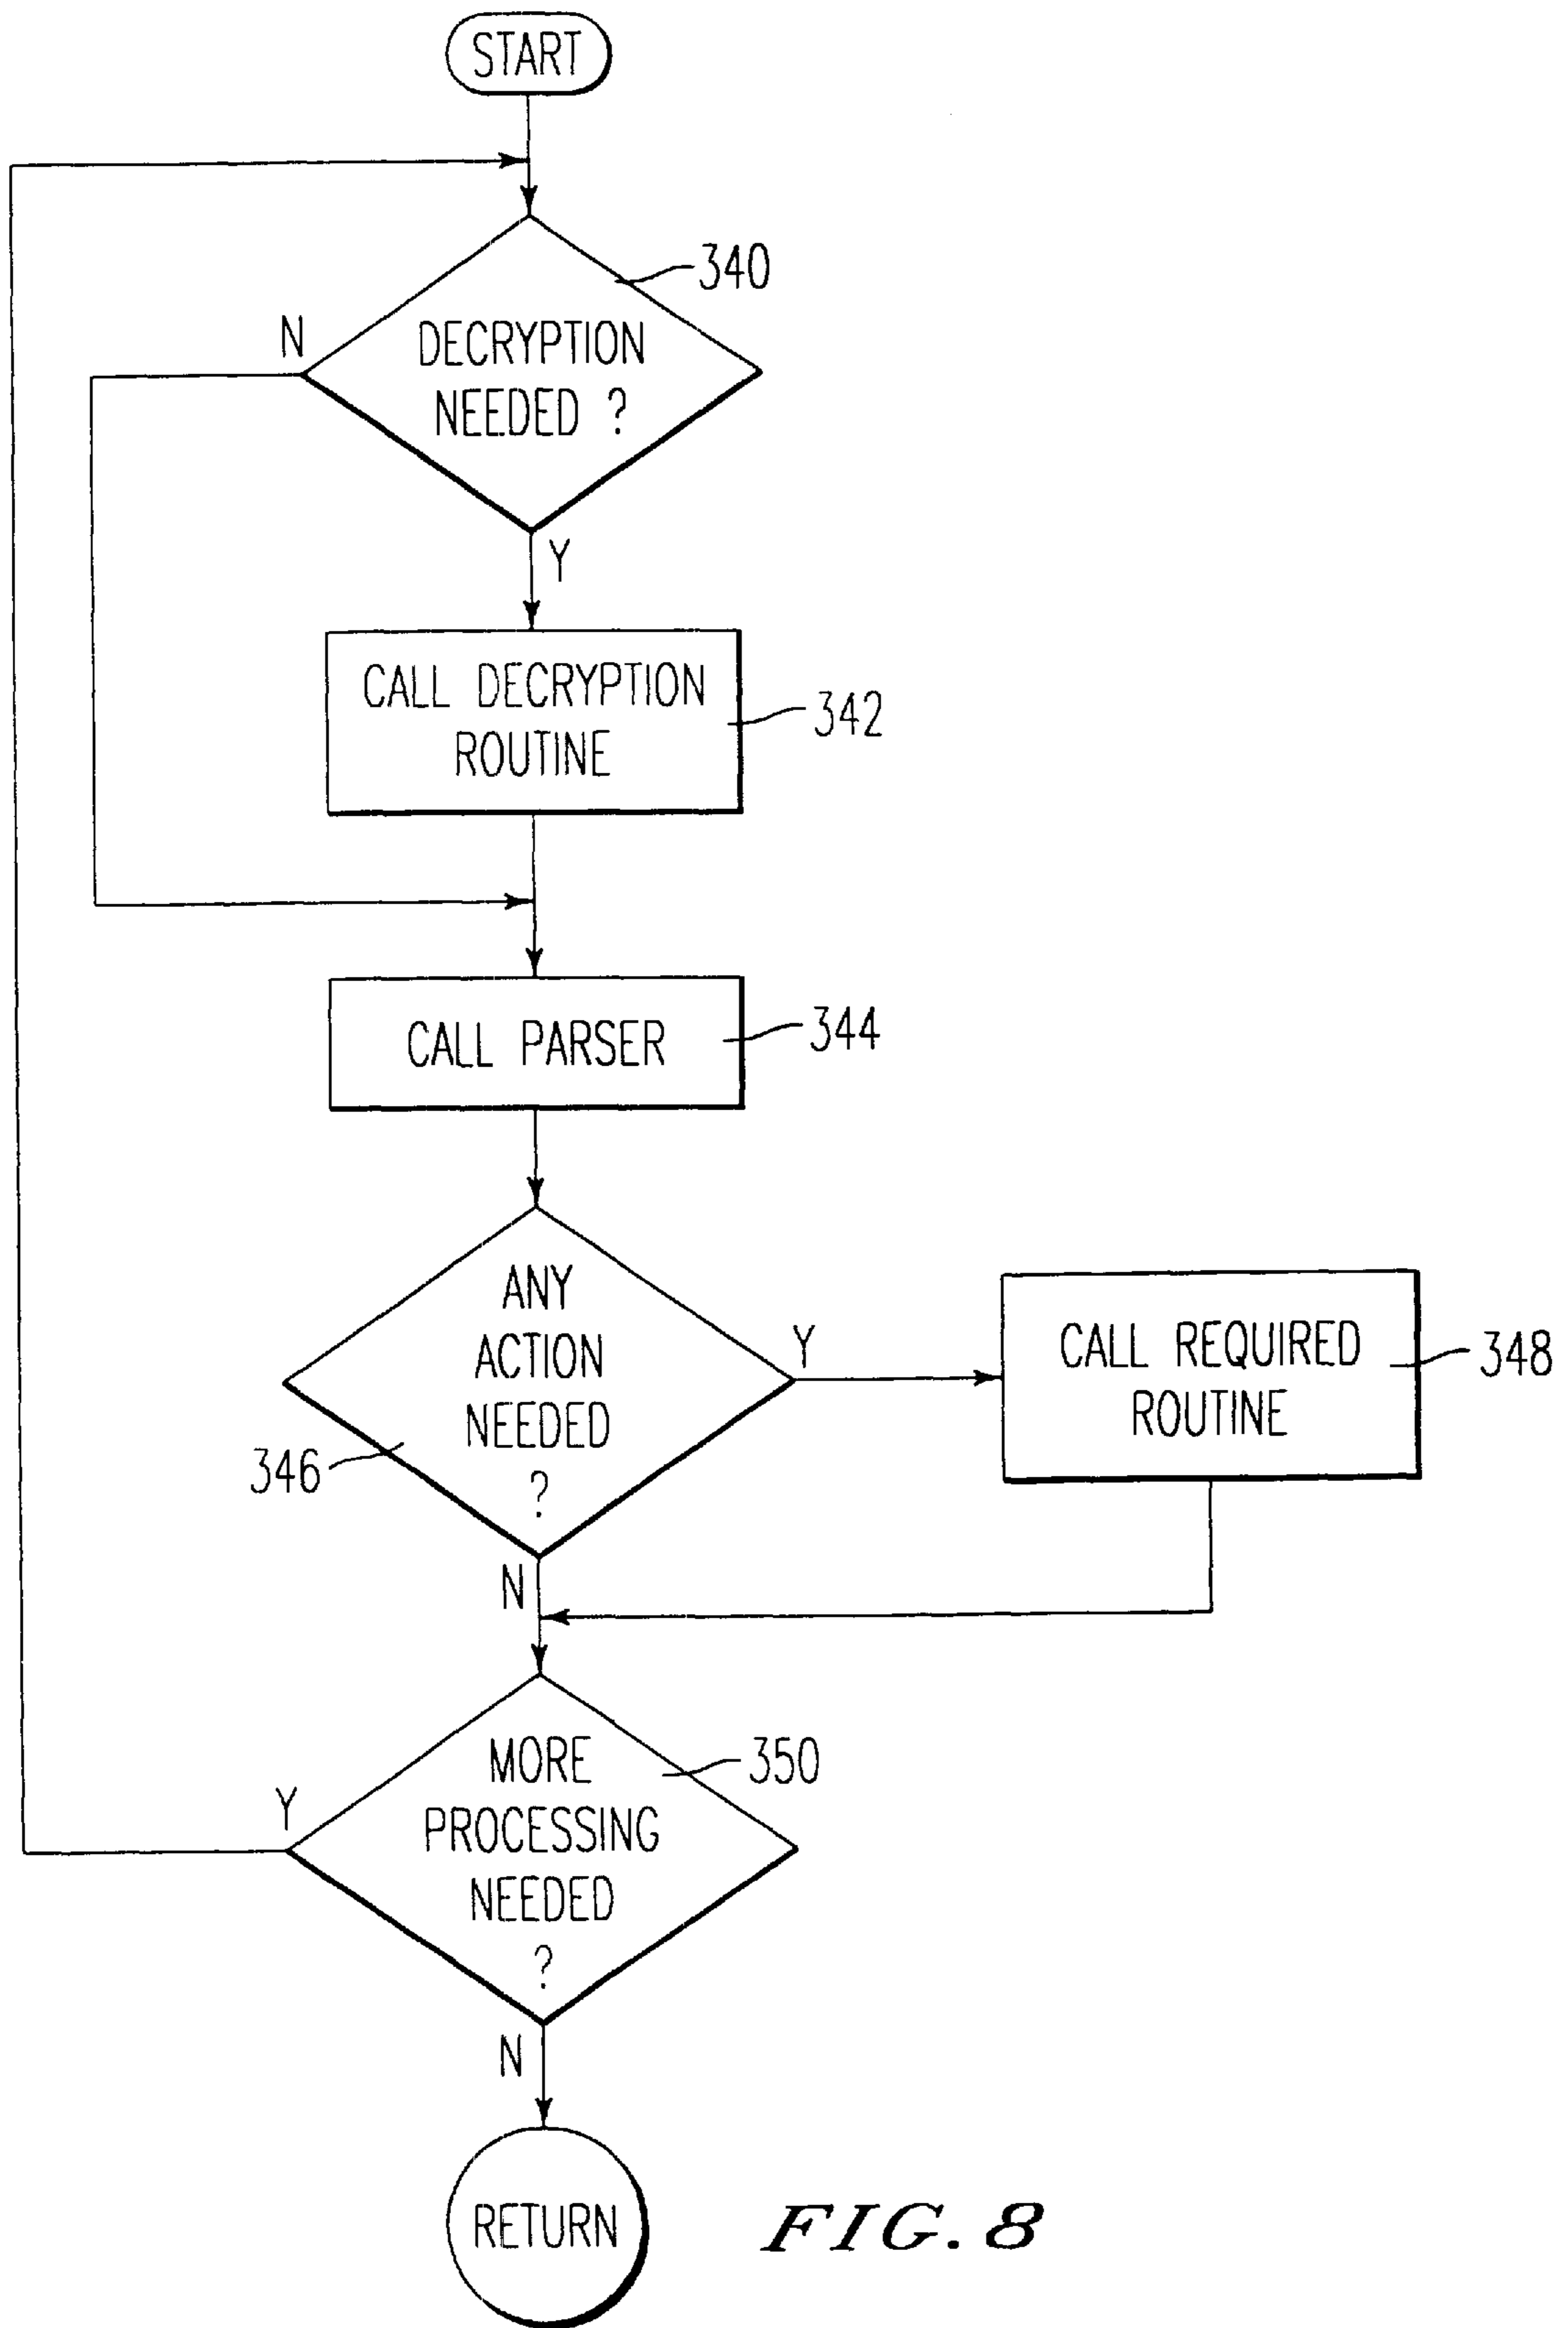 START
340
N
DECRYPTION
NEEDED ?
Y
CALL DECRYPTION
ROUTINE
342
CALL PARSER
344
ANY
ACTION
NEEDED
?
346
Y
CALL REQUIRED
ROUTINE
348
N
MORE
PROCESSING
NEEDED
?
350
Y
N
RETURN
FIG. 8